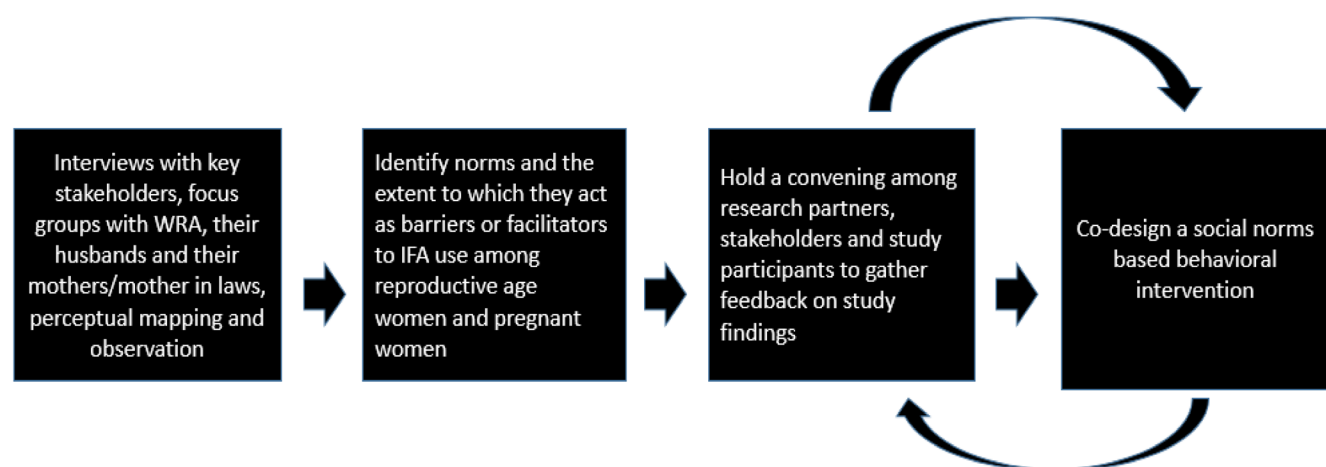 Interviews with key
stakeholders, focus
groups with WRA, their
husbands and their
mothers/mother in laws,
perceptual mapping and
observation
Identify norms and the
extent to which they act
as barriers or facilitators
to IFA use among
reproductive age
women and pregnant
women
Hold a convening among
research partners,
stakeholders and study
participants to gather
feedback on study
findings
Co-design a social norms
based behavioral
intervention